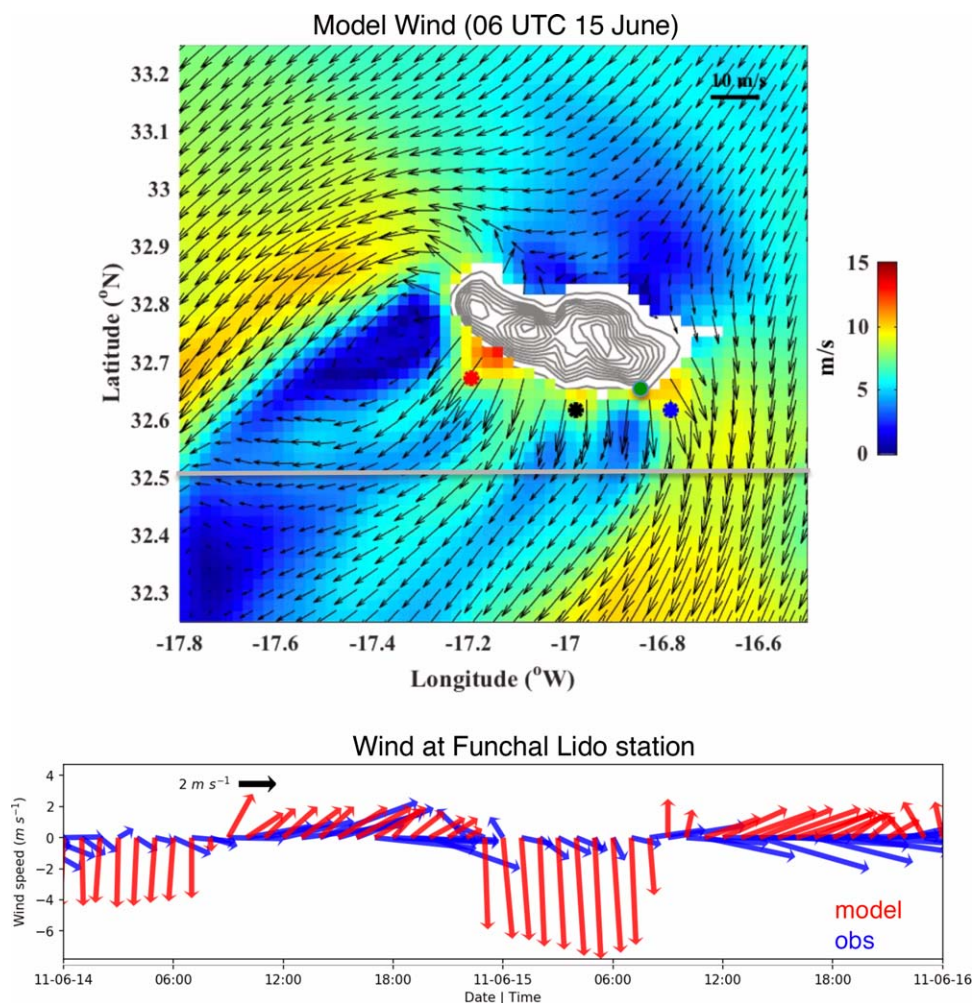 Model Wind (06 UTC 15 June)
10 m/s
33.2
33.1
33
32.9
32.8
32.7
32.6
32.5
32.4
32.3
Latitude (°N)
-17.8 -17.6 -17.4 -17.2 -17 -16.8 -16.6
Longitude (°W)
15
10
5
0
m/s
Wind at Funchal Lido station
2 m s⁻¹
4
2
0
-2
-4
-6
Wind speed (m s⁻¹)
model
obs
11-06-14 06:00 12:00 18:00 11-06-15 06:00 12:00 18:00 11-06-16
Date | Time